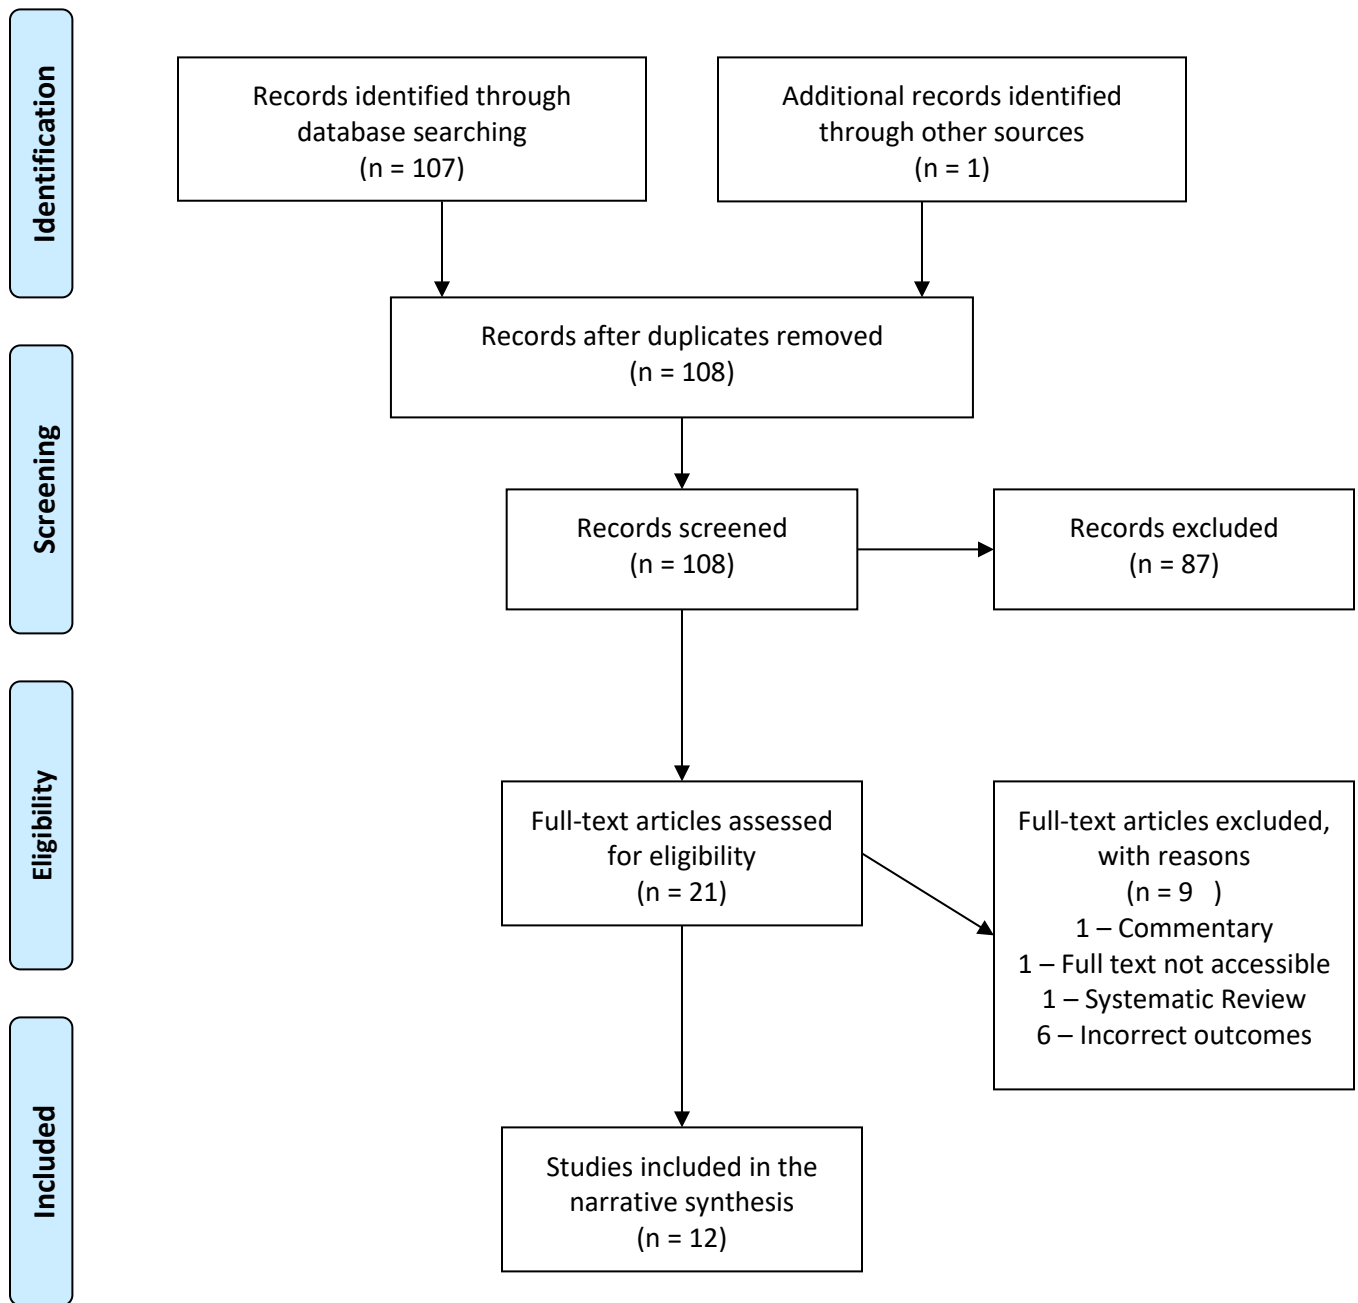 Identification
Records identified through
database searching
(n = 107)
Additional records identified
through other sources
(n = 1)
Records after duplicates removed
(n = 108)
Screening
Records screened
(n = 108)
Records excluded
(n = 87)
Eligibility
Full-text articles assessed
for eligibility
(n = 21)
Full-text articles excluded,
with reasons
(n = 9   )
1 – Commentary
1 – Full text not accessible
1 – Systematic Review
6 – Incorrect outcomes
Included
Studies included in the
narrative synthesis
(n = 12)